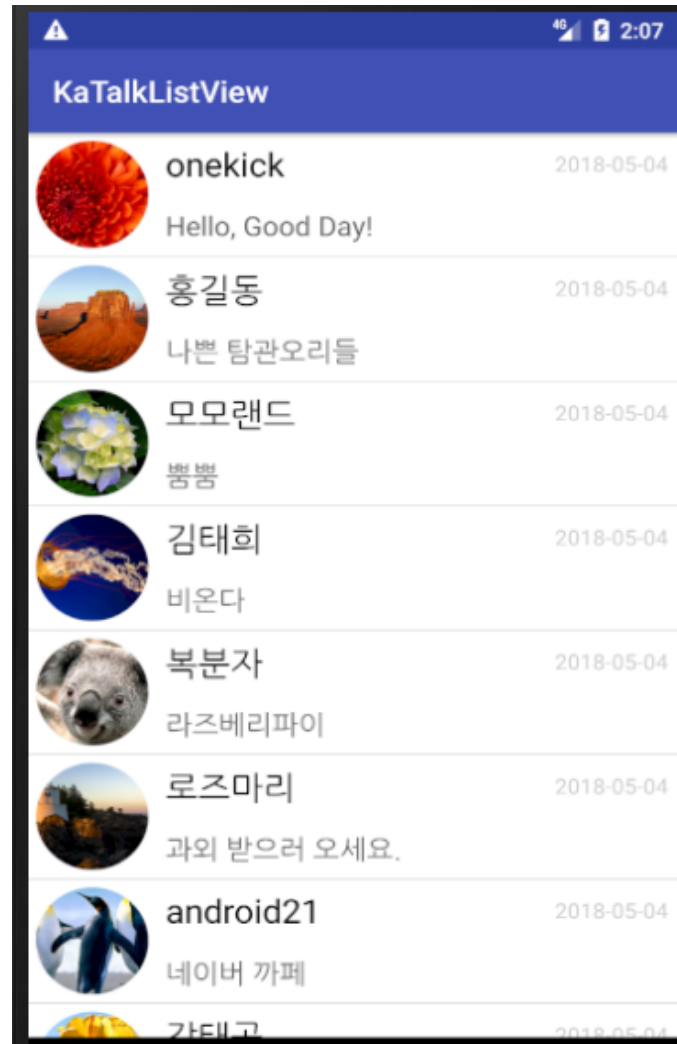 4G 2:07
KaTalkListView
onekick
2018-05-04
Hello, Good Day!
홍길동
2018-05-04
나쁜 탐관오리들
모모랜드
2018-05-04
뿜뿜
김태희
2018-05-04
비온다
복분자
2018-05-04
라즈베리파이
로즈마리
2018-05-04
과외 받으러 오세요.
android21
2018-05-04
네이버 까페
2018-05-04